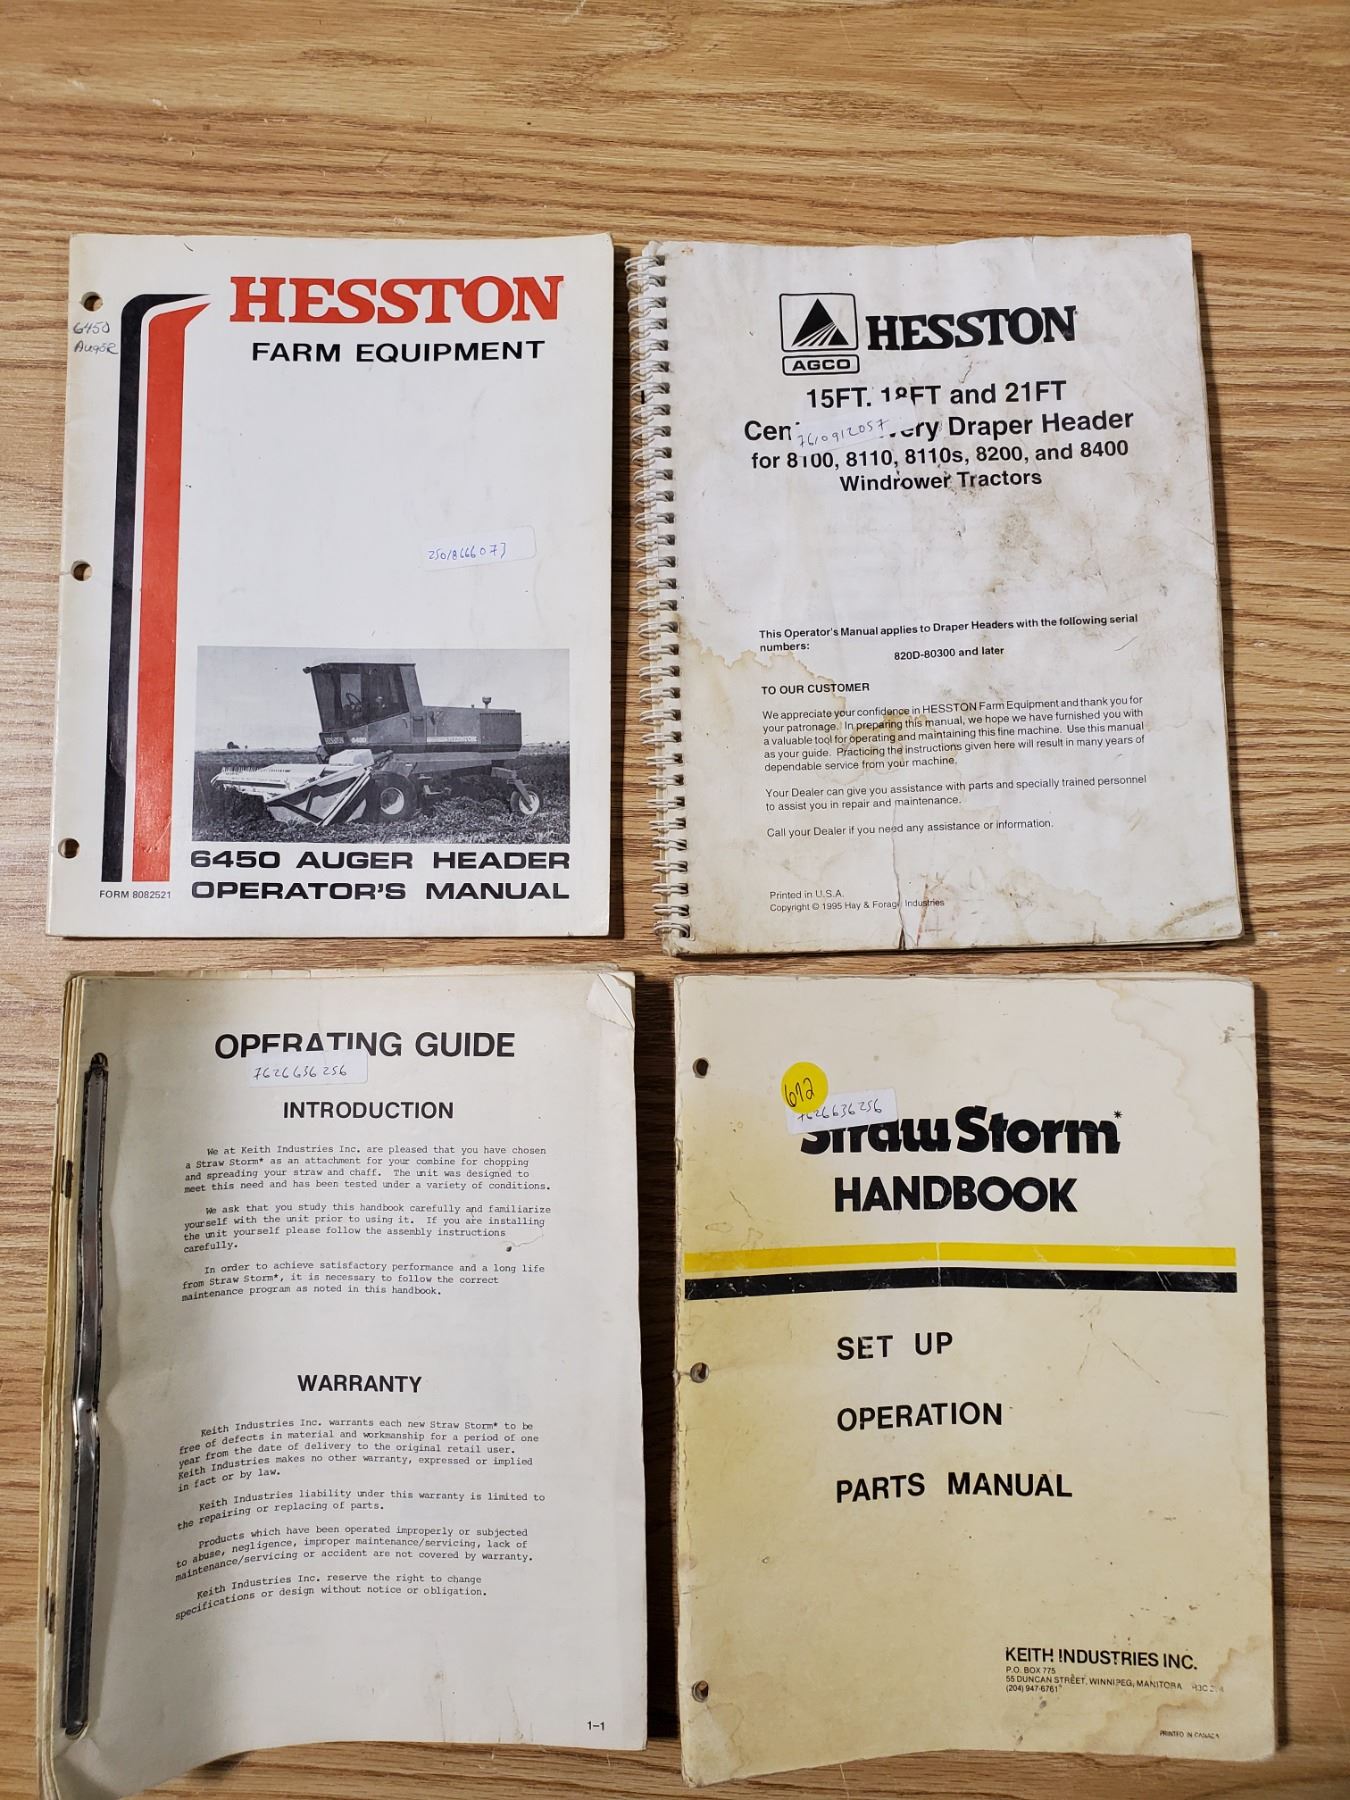 HESSTON
FARM EQUIPMENT
6450
Auger
25018666073
HESSTON 6400
6450 AUGER HEADER
OPERATOR'S MANUAL
FORM 8082521
AGCO
HESSTON
15FT. 18FT and 21FT
Draper Header
7610912057
for 8100, 8110, 8110s, 8200, and 8400
Windrower Tractors
This Operator's Manual applies to Draper Headers with the following serial
numbers:
820D-80300 and later
TO OUR CUSTOMER
We appreciate your confidence in HESSTON Farm Equipment and thank you for
your patronage. In preparing this manual, we hope we have furnished you with
a valuable tool for operating and maintaining this fine machine. Use this manual
as your guide. Practicing the instructions given here will result in many years of
dependable service from your machine.
Your Dealer can give you assistance with parts and specially trained personnel
to assist you in repair and maintenance.
Call your Dealer if you need any assistance or information.
Printed in U.S.A.
Copyright © 1995 Hay & Forage Industries
OPERATING GUIDE
7626636256
INTRODUCTION
We at Keith Industries Inc. are pleased that you have chosen
a Straw Storm* as an attachment for your combine for chopping
and spreading your straw and chaff. The unit was designed to
meet this need and has been tested under a variety of conditions.
We ask that you study this handbook carefully and familiarize
yourself with the unit prior to using it. If you are installing
the unit yourself please follow the assembly instructions
carefully.
In order to achieve satisfactory performance and a long life
from Straw Storm*, it is necessary to follow the correct
maintenance program as noted in this handbook.
WARRANTY
Keith Industries Inc. warrants each new Straw Storm* to be
free of defects in material and workmanship for a period of one
year from the date of delivery to the original retail user.
Keith Industries makes no other warranty, expressed or implied
in fact or by law.
Keith Industries liability under this warranty is limited to
the repairing or replacing of parts.
Products which have been operated improperly or subjected
to abuse, negligence, improper maintenance/servicing, lack of
maintenance/servicing or accident are not covered by warranty.
Keith Industries Inc. reserve the right to change
specifications or design without notice or obligation.
1-1
672
7626636256
Straw Storm*
HANDBOOK
SET UP
OPERATION
PARTS MANUAL
KEITH INDUSTRIES INC.
P.O. BOX 775
55 DUNCAN STREET, WINNIPEG, MANITOBA
(204) 947-6761
PRINTED IN CANADA